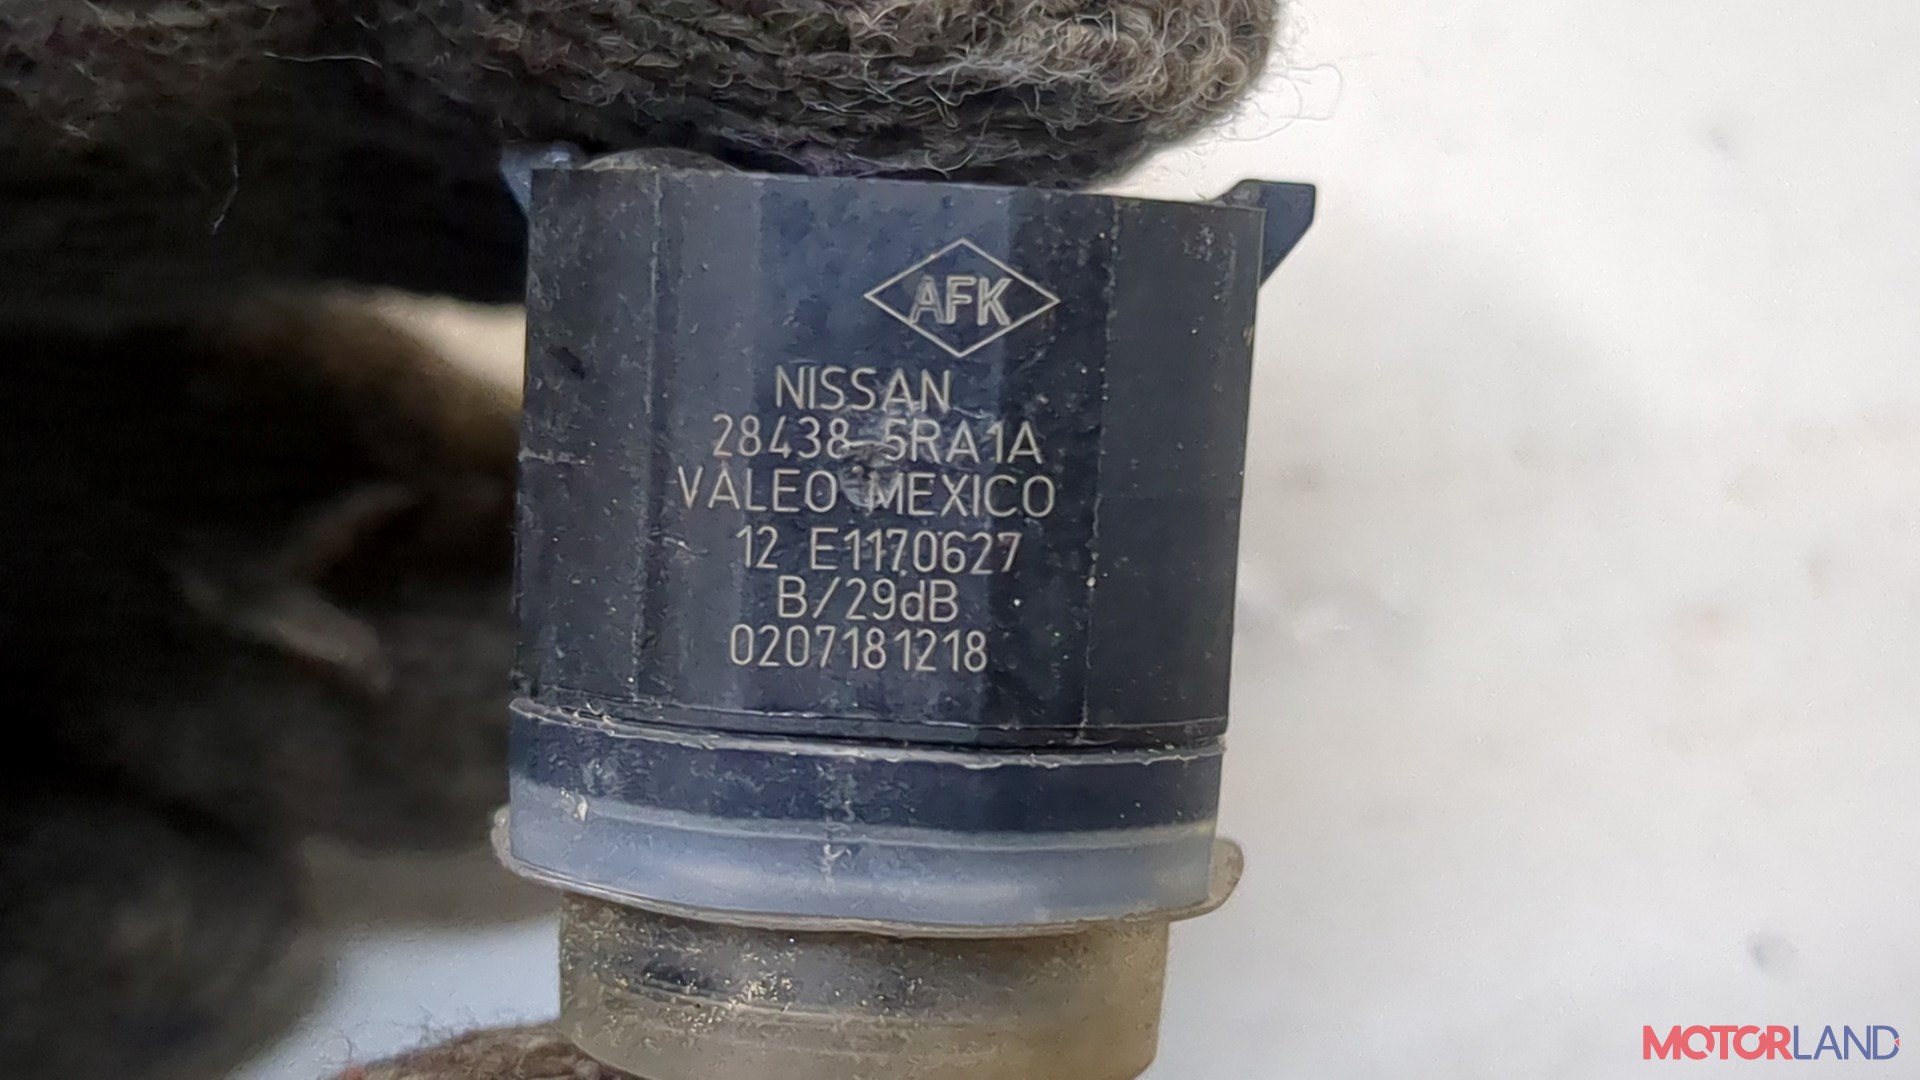 AFK
NISSAN
28438-5RA1A
VALEO MEXICO
12 E1170627
B/29dB
0207181218
MOTORLAND